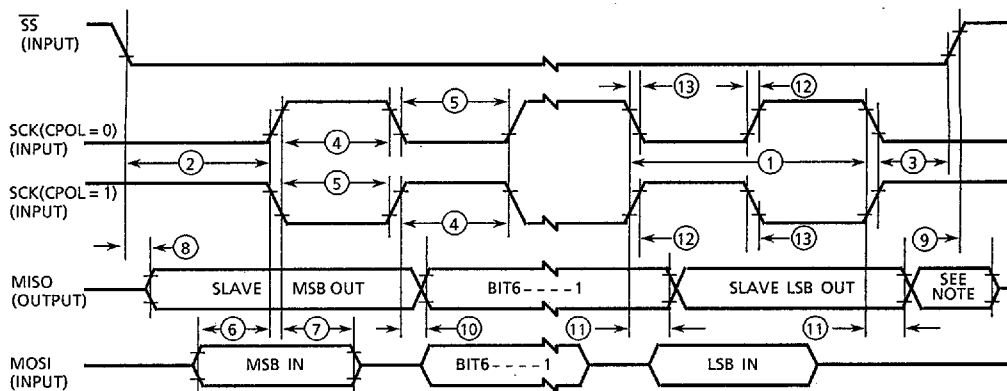 SS
(INPUT)
5
13
12
SCK(CPOL = 0)
(INPUT)
4
2
1
3
5
SCK(CPOL = 1)
(INPUT)
4
8
12
13
9
MISO
(OUTPUT)
SLAVE MSB OUT
BIT6-----1
SLAVE LSB OUT
SEE
NOTE
6
7
10
11
11
MOSI
(INPUT)
MSB IN
BIT6-----1
LSB IN